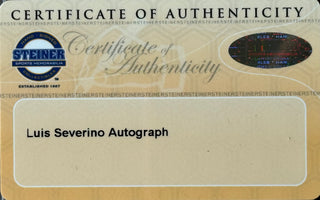 CERTIFICATE OF AUTHENTICITY
STEINER
SPORTS MEMORABILIA
Certificate of
Authenticity
ESTABLISHED 1987
Luis Severino Autograph